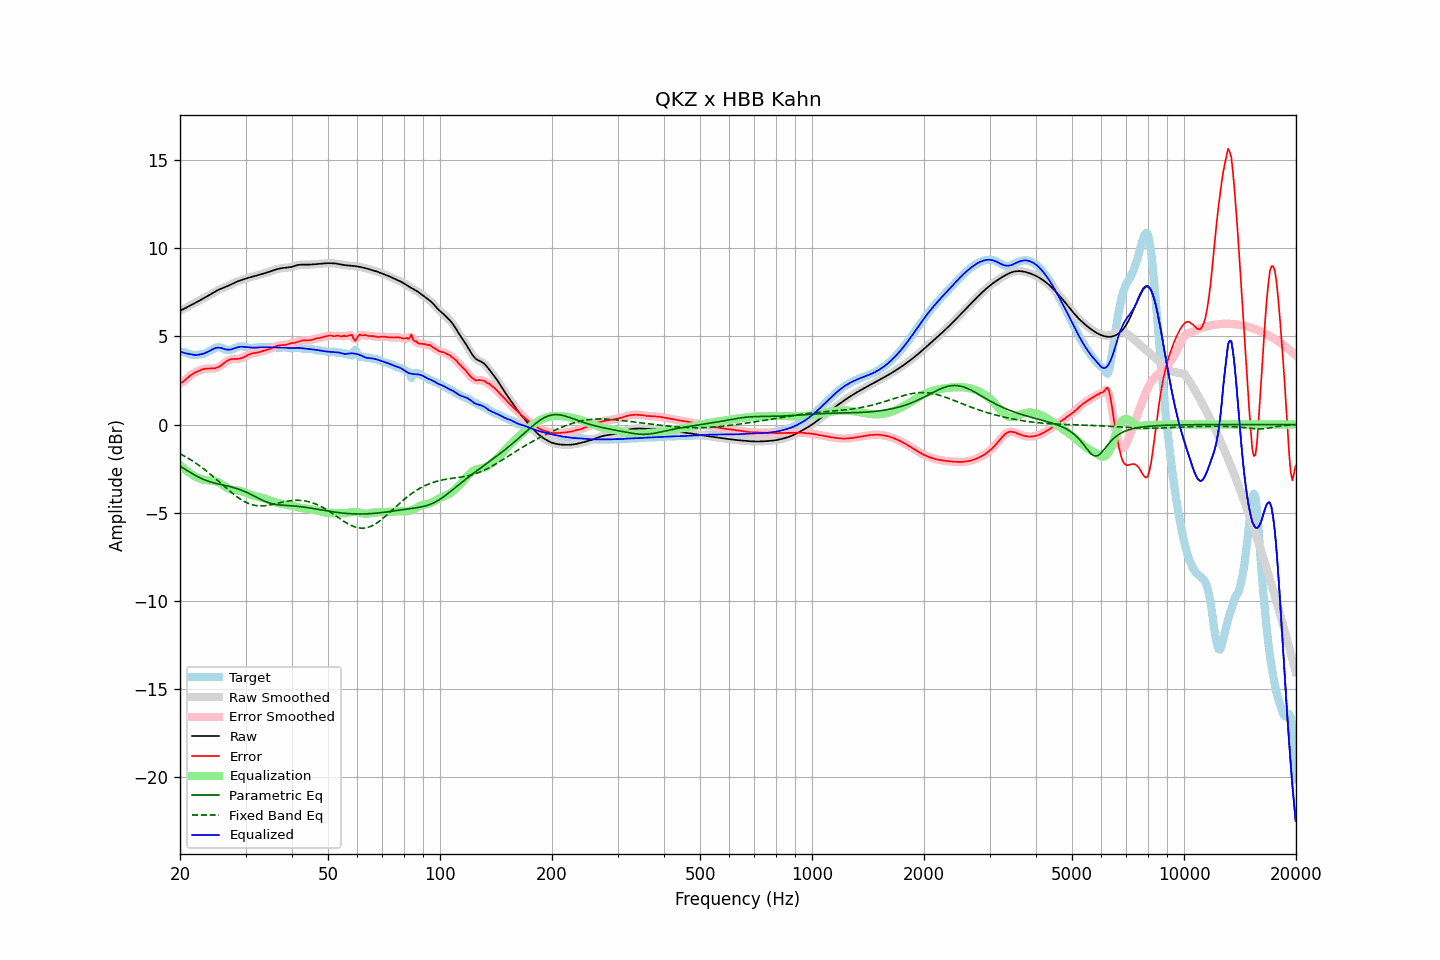 QKZ x HBB Kahn
Amplitude (dBr)
15
10
5
0
−5
−10
−15
−20
Target
Raw Smoothed
Error Smoothed
Raw
Error
Equalization
Parametric Eq
Fixed Band Eq
Equalized
20 50 100 200 500 1000 2000 5000 10000 20000
Frequency (Hz)